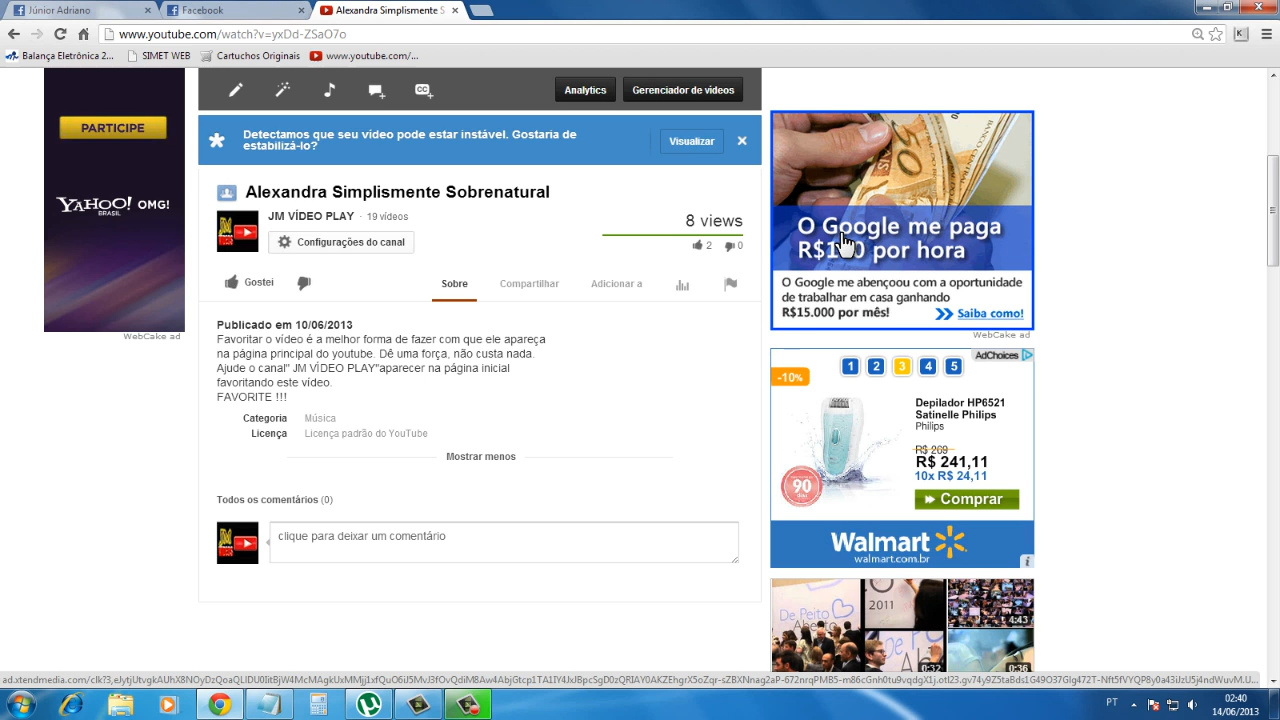 Júnior Adriano
Facebook
Alexandra Simplismente S
www.youtube.com/watch?v=yxDd-ZSaO7o
Balança Eletrônica 2...
SIMET WEB
Cartuchos Originais
www.youtube.com/...
PARTICIPE
YAHOO! OMG!
BRASIL
WebCake ad
Analytics
Gerenciador de vídeos
Detectamos que seu vídeo pode estar instável. Gostaria de
estabilizá-lo?
Visualizar
Alexandra Simplismente Sobrenatural
JM VÍDEO PLAY · 19 vídeos
Configurações do canal
8 views
2 0
Gostei
Sobre
Compartilhar
Adicionar a
Publicado em 10/06/2013
Favoritar o vídeo é a melhor forma de fazer com que ele apareça
na página principal do youtube. Dê uma força, não custa nada.
Ajude o canal" JM VÍDEO PLAY"aparecer na página inicial
favoritando este vídeo.
FAVORITE !!!
Categoria Música
Licença Licença padrão do YouTube
Mostrar menos
Todos os comentários (0)
clique para deixar um comentário
O Google me paga
R$100 por hora
O Google me abençoou com a oportunidade
de trabalhar em casa ganhando
R$15.000 por mês!
Saiba como!
WebCake ad
AdChoices
1 2 3 4 5
-10%
Depilador HP6521
Satinelle Philips
Philips
R$ 269
R$ 241,11
10x R$ 24,11
Comprar
90
Walmart
walmart.com.br
De Peito
Aberto
2011
4:43
0:32
0:36
PT
02:40
14/06/2013